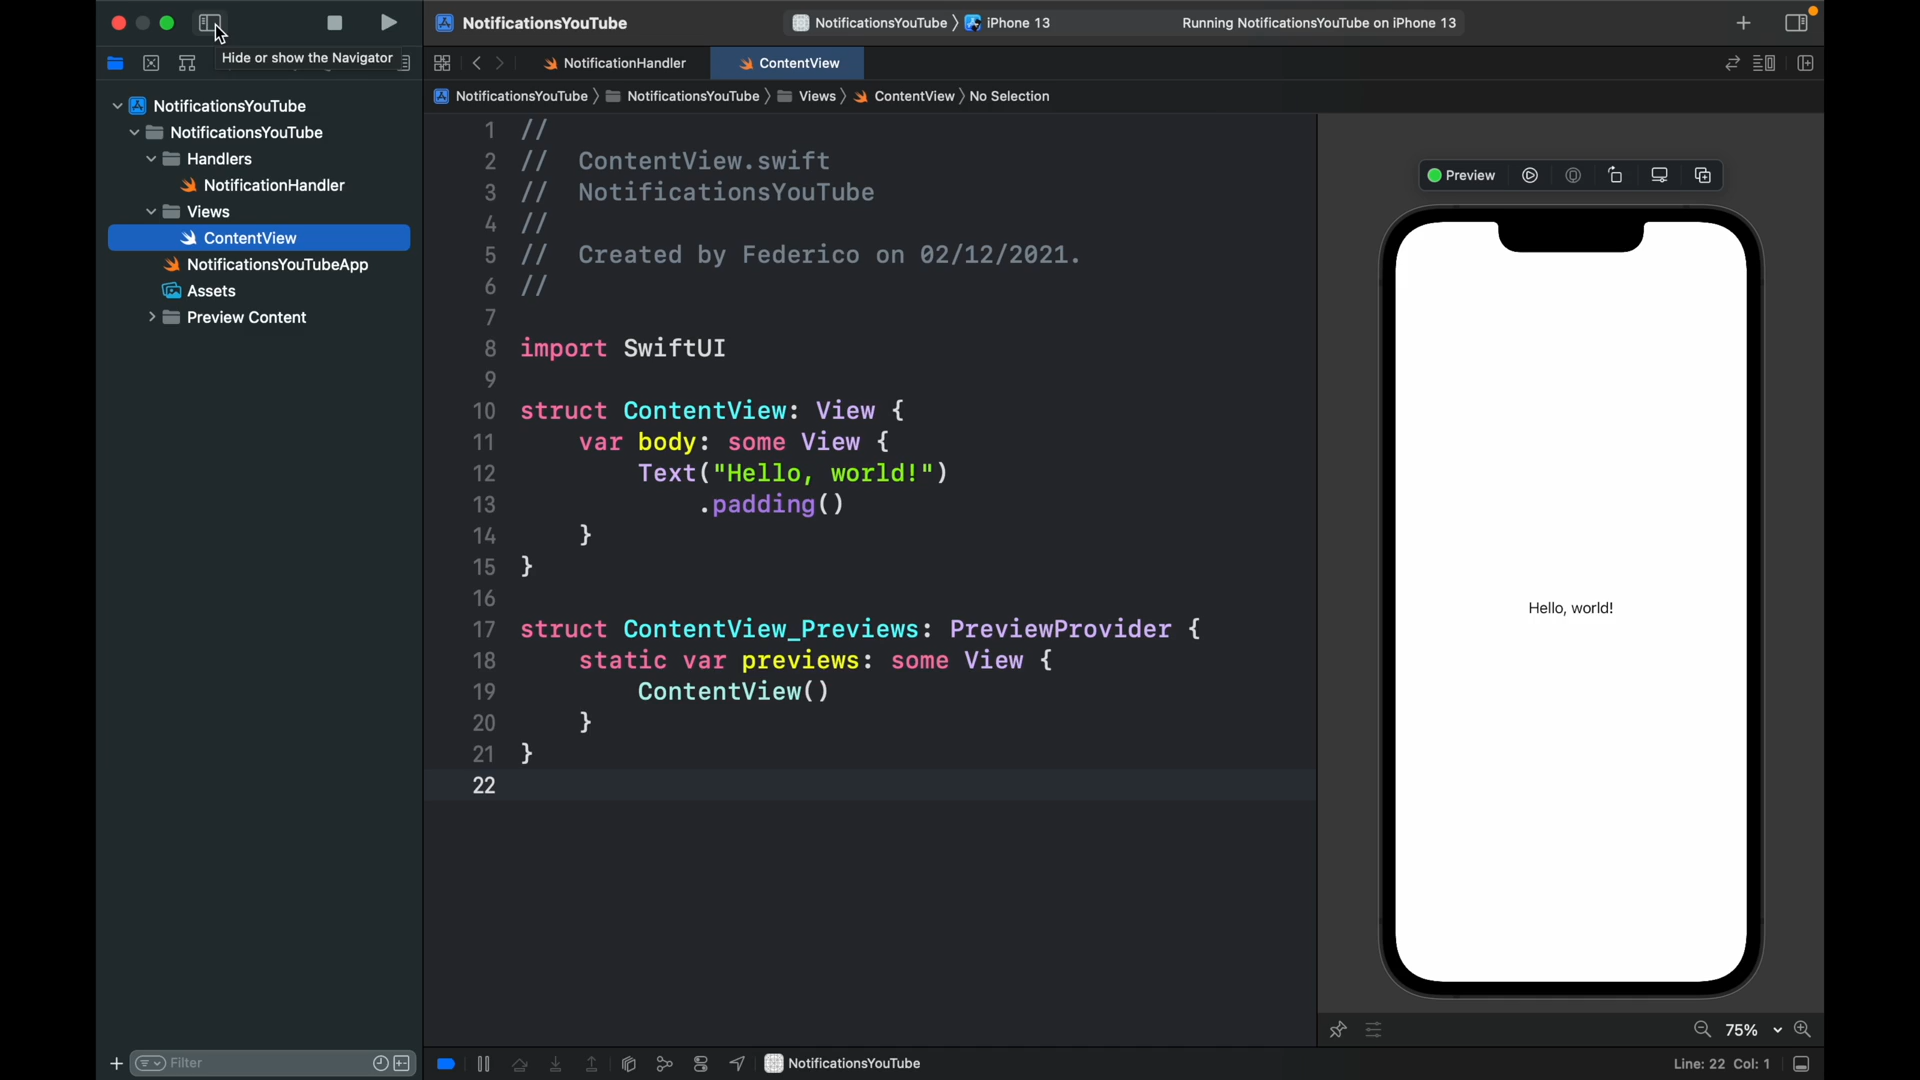 NotificationsYouTube
NotificationsYouTube
iPhone 13
Running NotificationsYouTube on iPhone 13
Hide or show the Navigator
NotificationHandler
ContentView
NotificationsYouTube
NotificationsYouTube
Views
ContentView
No Selection
NotificationsYouTube
NotificationsYouTube
Handlers
NotificationHandler
Views
ContentView
NotificationsYouTubeApp
Assets
Preview Content
1 //
2 //  ContentView.swift
3 //  NotificationsYouTube
4 //
5 //  Created by Federico on 02/12/2021.
6 //
7
8 import SwiftUI
9
10 struct ContentView: View {
11     var body: some View {
12         Text("Hello, world!")
13             .padding()
14     }
15 }
16
17 struct ContentView_Previews: PreviewProvider {
18     static var previews: some View {
19         ContentView()
20     }
21 }
22
Preview
Hello, world!
75%
Filter
NotificationsYouTube
Line: 22 Col: 1